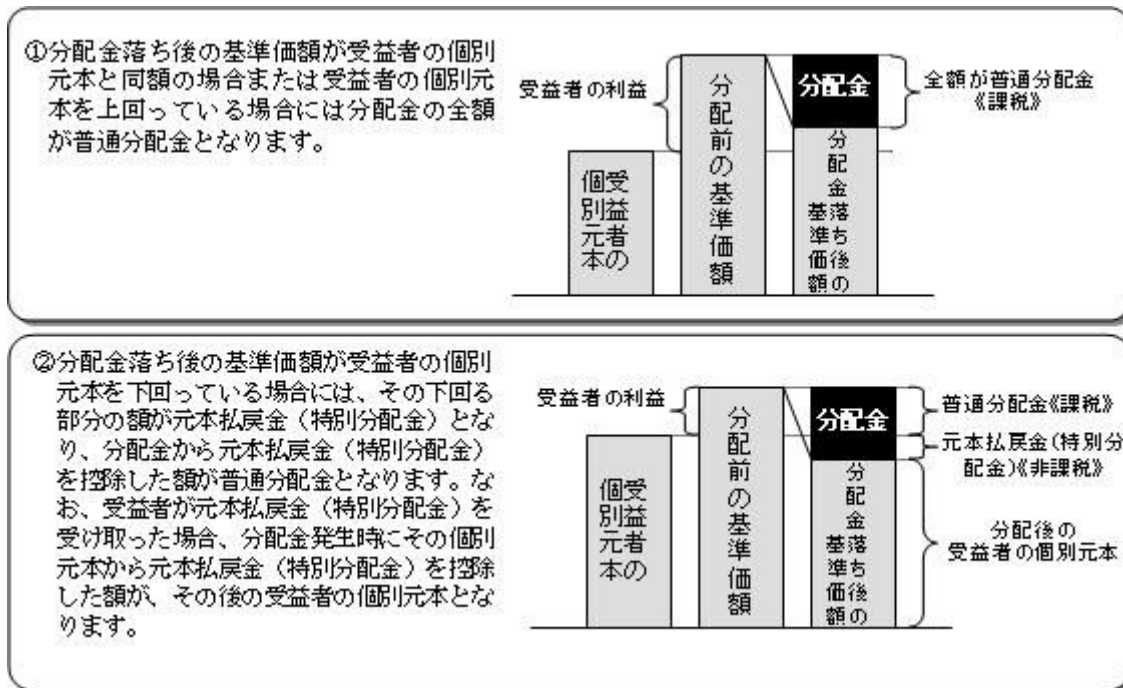 ①分配金落ち後の基準価額が受益者の個別
元本と同額の場合または受益者の個別元
本を上回っている場合には分配金の全額
が普通分配金となります。
受益者の利益
受益者の
個別元本
分配前の基準価額
分配金
分配金落ち後の
基準価額
全額が普通分配金
《課税》
②分配金落ち後の基準価額が受益者の個別
元本を下回っている場合には、その下回る
部分の額が元本払戻金（特別分配金）とな
り、分配金から元本払戻金（特別分配金）
を控除した額が普通分配金となります。な
お、受益者が元本払戻金（特別分配金）を
受け取った場合、分配金発生時にその個別
元本から元本払戻金（特別分配金）を控除
した額が、その後の受益者の個別元本とな
ります。
受益者の利益
受益者の
個別元本
分配前の基準価額
分配金
分配金落ち後の
基準価額
普通分配金《課税》
元本払戻金(特別分
配金)《非課税》
分配後の
受益者の個別元本